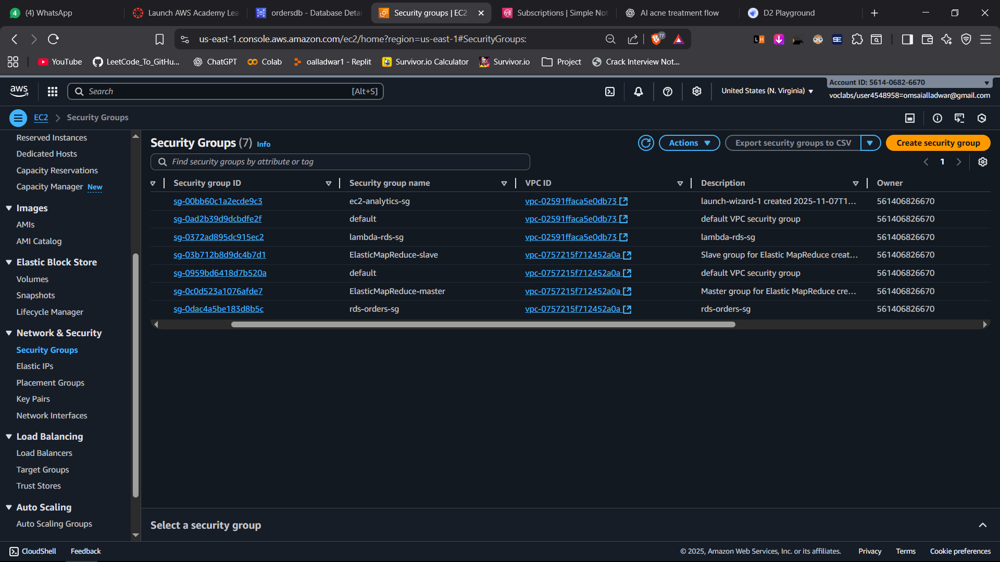 4
(4) WhatsApp
Launch AWS Academy Lea
ordersdb - Database Detai
Security groups | EC2
Subscriptions | Simple Not
AI acne treatment flow
D2 Playground
us-east-1.console.aws.amazon.com/ec2/home?region=us-east-1#SecurityGroups:
77
LH
SE
YouTube
LeetCode_To_GitHu...
ChatGPT
Colab
oalladwar1 - Replit
Survivor.io Calculator
Survivor.io
Project
Crack Interview Not...
aws
Search
[Alt+S]
United States (N. Virginia)
Account ID: 5614-0682-6670
voclabs/user4548958=omsaialladwar@gmail.com
EC2
Security Groups
Reserved Instances
Dedicated Hosts
Capacity Reservations
Capacity Manager New
Images
AMIs
AMI Catalog
Elastic Block Store
Volumes
Snapshots
Lifecycle Manager
Network & Security
Security Groups
Elastic IPs
Placement Groups
Key Pairs
Network Interfaces
Load Balancing
Load Balancers
Target Groups
Trust Stores
Auto Scaling
Auto Scaling Groups
Security Groups (7) Info
Actions
Export security groups to CSV
Create security group
Find security groups by attribute or tag
1
Security group ID Security group name VPC ID Description Owner
sg-00bb60c1a2ecde9c3 ec2-analytics-sg vpc-02591ffaca5e0db73 launch-wizard-1 created 2025-11-07T1... 561406826670
sg-0ad2b39d9dcbdfe2f default vpc-02591ffaca5e0db73 default VPC security group 561406826670
sg-0372ad895dc915ec2 lambda-rds-sg vpc-02591ffaca5e0db73 lambda-rds-sg 561406826670
sg-03b712b8d9dc4b7d1 ElasticMapReduce-slave vpc-0757215f712452a0a Slave group for Elastic MapReduce creat... 561406826670
sg-0959bd6418d7b520a default vpc-0757215f712452a0a default VPC security group 561406826670
sg-0c0d523a1076afde7 ElasticMapReduce-master vpc-0757215f712452a0a Master group for Elastic MapReduce cre... 561406826670
sg-0dac4a5be183d8b5c rds-orders-sg vpc-0757215f712452a0a rds-orders-sg 561406826670
Select a security group
CloudShell
Feedback
© 2025, Amazon Web Services, Inc. or its affiliates.
Privacy
Terms
Cookie preferences